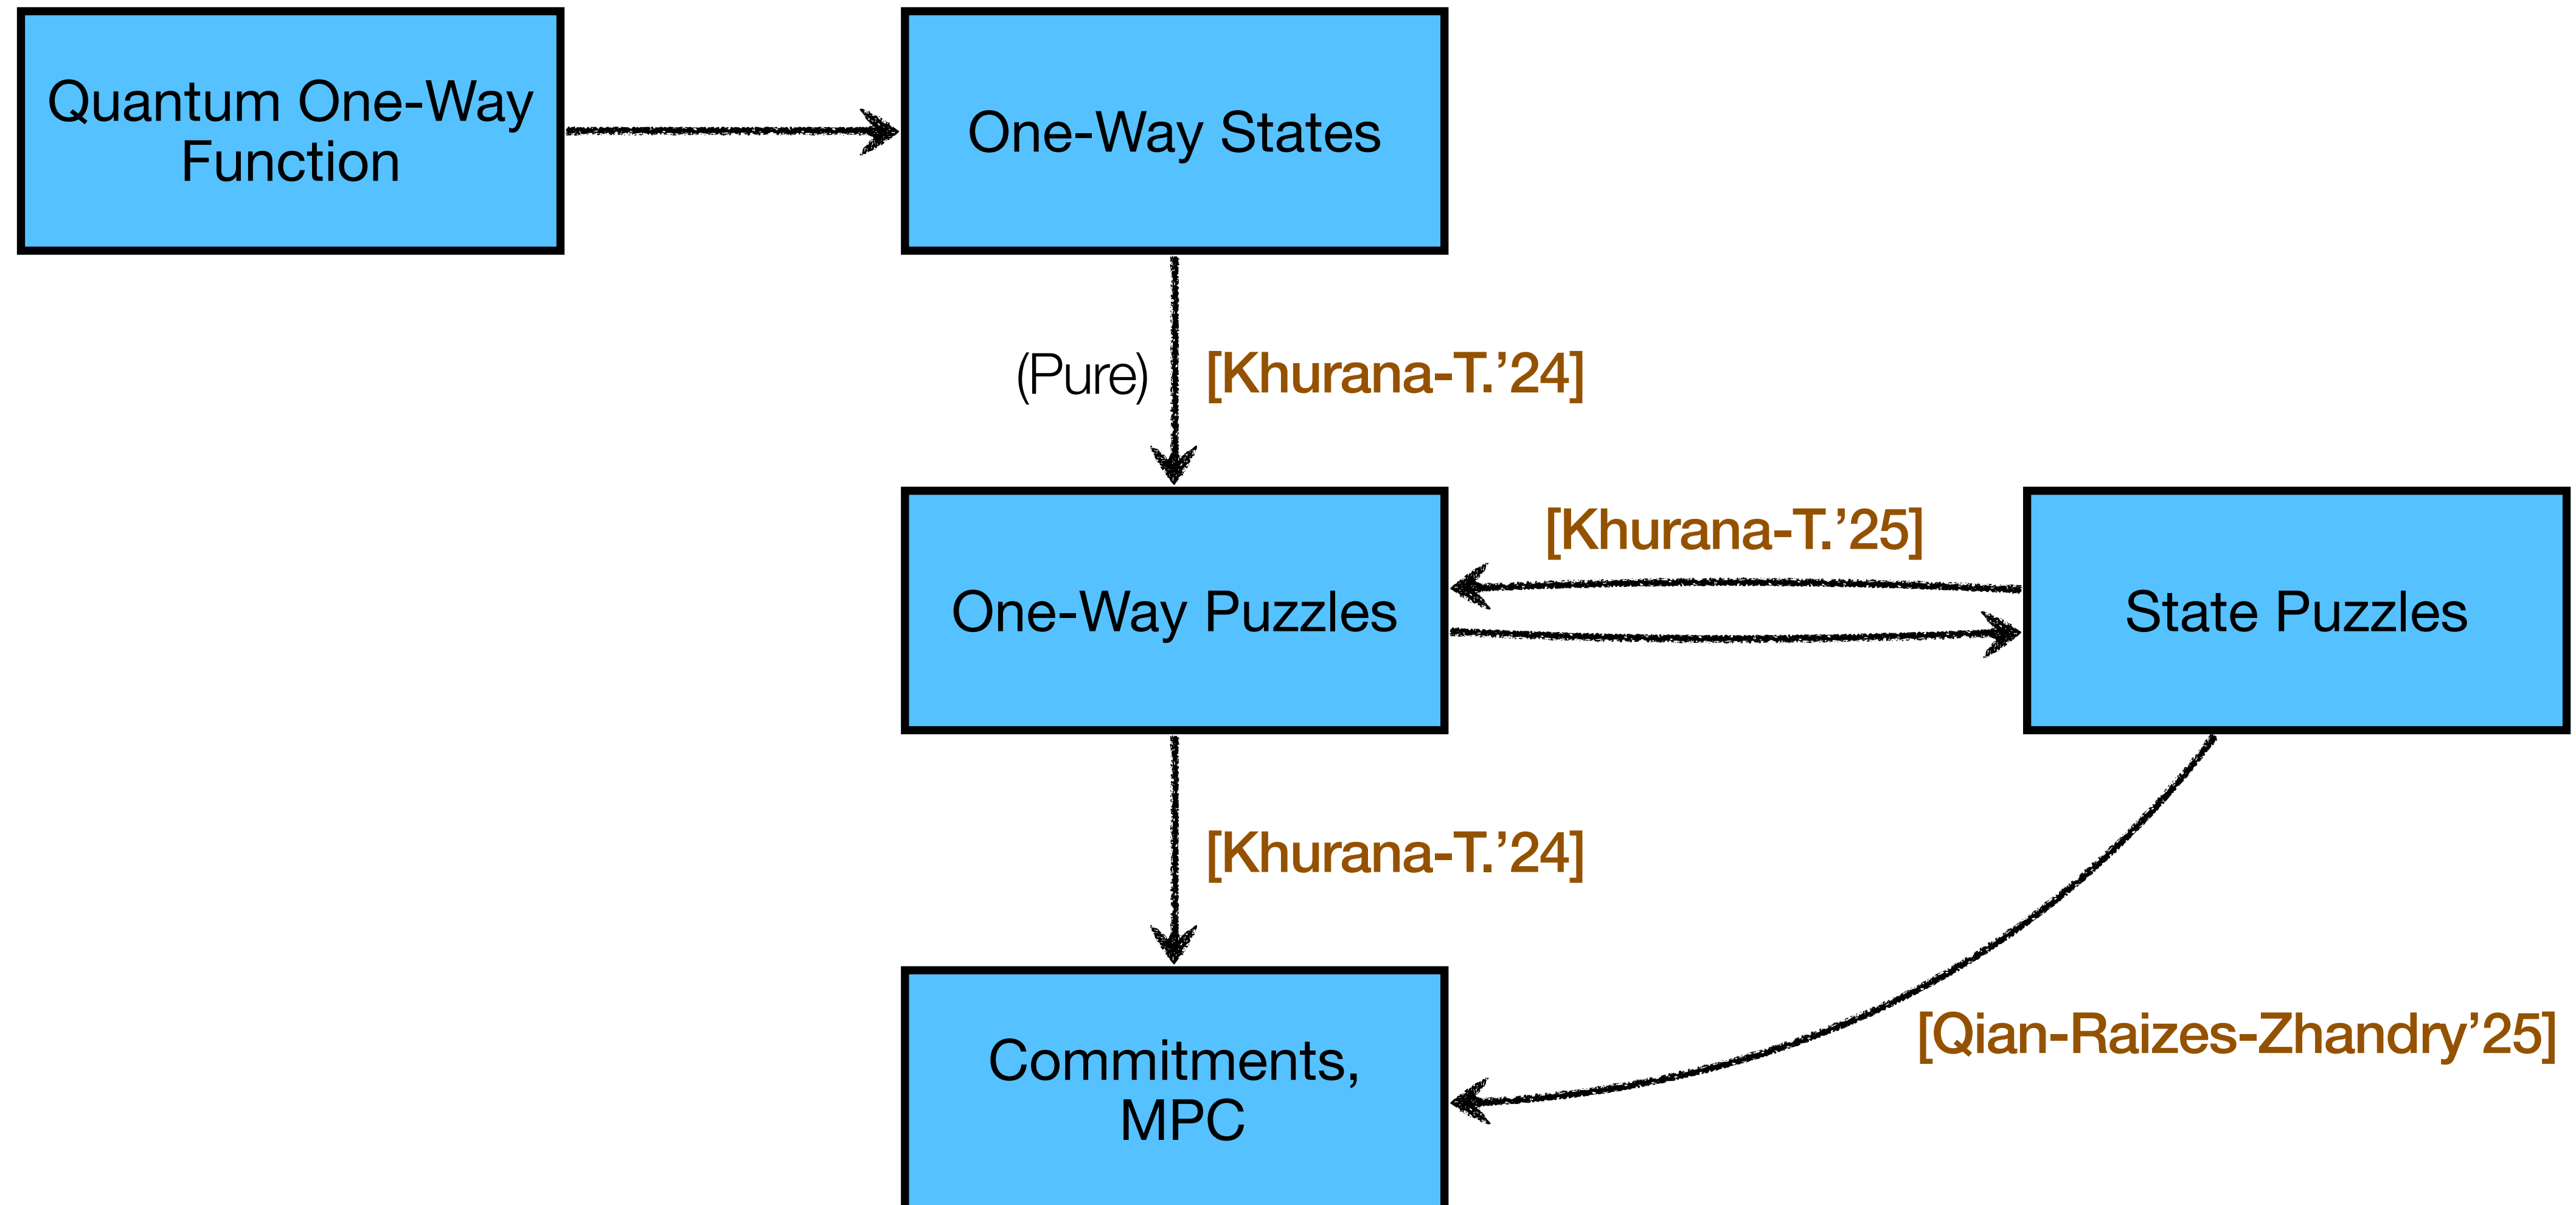 Quantum One-Way
Function
One-Way States
(Pure)
[Khurana-T.’24]
[Khurana-T.’25]
One-Way Puzzles
State Puzzles
[Khurana-T.’24]
[Qian-Raizes-Zhandry’25]
Commitments,
MPC